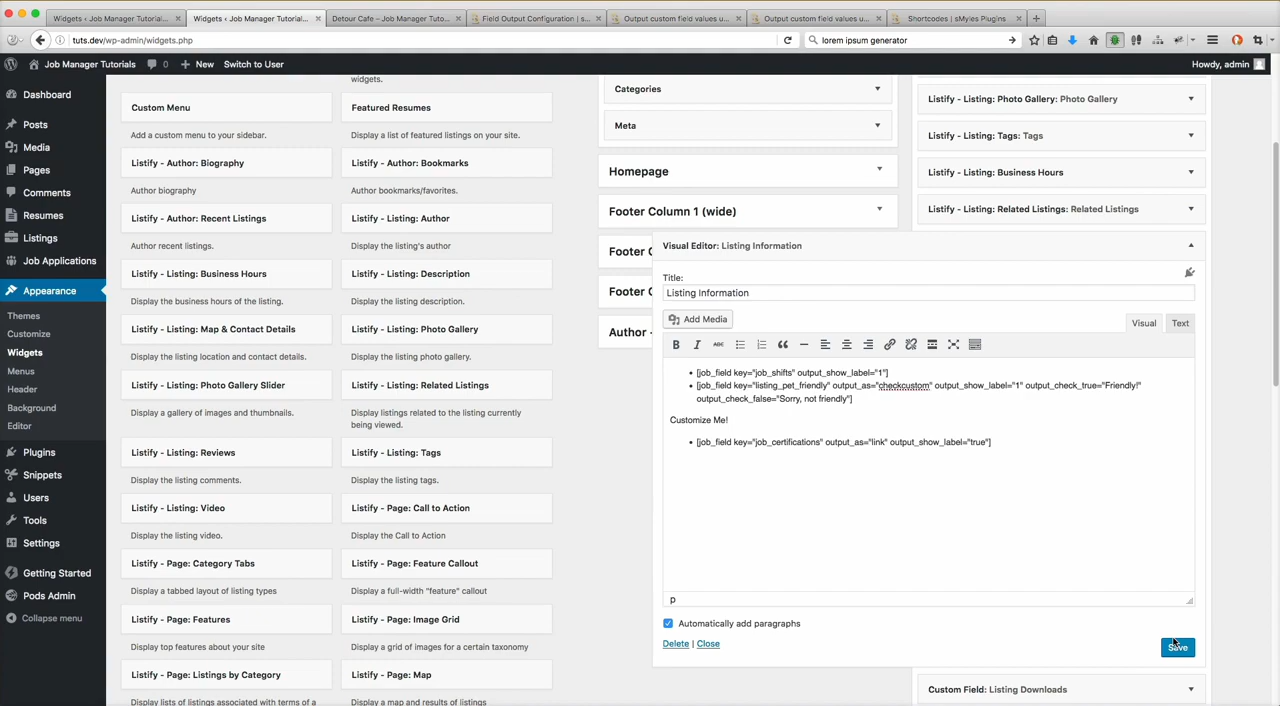 Widgets ‹ Job Manager Tutorial...
Widgets ‹ Job Manager Tutorial...
Detour Cafe – Job Manager Tuto...
Field Output Configuration | s...
Output custom field values u...
Output custom field values u...
Shortcodes | sMyles Plugins
tuts.dev/wp-admin/widgets.php
lorem ipsum generator
Job Manager Tutorials
0
New
Switch to User
Howdy, admin
Dashboard
Posts
Media
Pages
Comments
Resumes
Listings
Job Applications
Appearance
Themes
Customize
Widgets
Menus
Header
Background
Editor
Plugins
Snippets
Users
Tools
Settings
Getting Started
Pods Admin
Collapse menu
widgets.
Custom Menu
Featured Resumes
Add a custom menu to your sidebar.
Display a list of featured listings on your site.
Listify - Author: Biography
Listify - Author: Bookmarks
Author biography
Author bookmarks/favorites.
Listify - Author: Recent Listings
Listify - Listing: Author
Author recent listings.
Display the listing's author
Listify - Listing: Business Hours
Listify - Listing: Description
Display the business hours of the listing.
Display the listing description.
Listify - Listing: Map & Contact Details
Listify - Listing: Photo Gallery
Display the listing location and contact details.
Display the listing photo gallery.
Listify - Listing: Photo Gallery Slider
Listify - Listing: Related Listings
Display a gallery of images and thumbnails.
Display listings related to the listing currently
being viewed.
Listify - Listing: Reviews
Listify - Listing: Tags
Display the listing comments.
Display the listing tags.
Listify - Listing: Video
Listify - Page: Call to Action
Display the listing video.
Display the Call to Action
Listify - Page: Category Tabs
Listify - Page: Feature Callout
Display a tabbed layout of listing types
Display a full-width "feature" callout
Listify - Page: Features
Listify - Page: Image Grid
Display top features about your site
Display a grid of images for a certain taxonomy
Listify - Page: Listings by Category
Listify - Page: Map
Display lists of listings associated with terms of a
Display a map and results of listings
Categories
Meta
Homepage
Footer Column 1 (wide)
Footer C
Footer C
Author -
Listify - Listing: Photo Gallery: Photo Gallery
Listify - Listing: Tags: Tags
Listify - Listing: Business Hours
Listify - Listing: Related Listings: Related Listings
Visual Editor: Listing Information
Title:
Listing Information
Add Media
Visual
Text
B I ABC
• [job_field key="job_shifts" output_show_label="1"]
• [job_field key="listing_pet_friendly" output_as="checkcustom" output_show_label="1" output_check_true="Friendly!"
output_check_false="Sorry, not friendly"]
Customize Me!
• [job_field key="job_certifications" output_as="link" output_show_label="true"]
p
Automatically add paragraphs
Delete | Close
Save
Custom Field: Listing Downloads